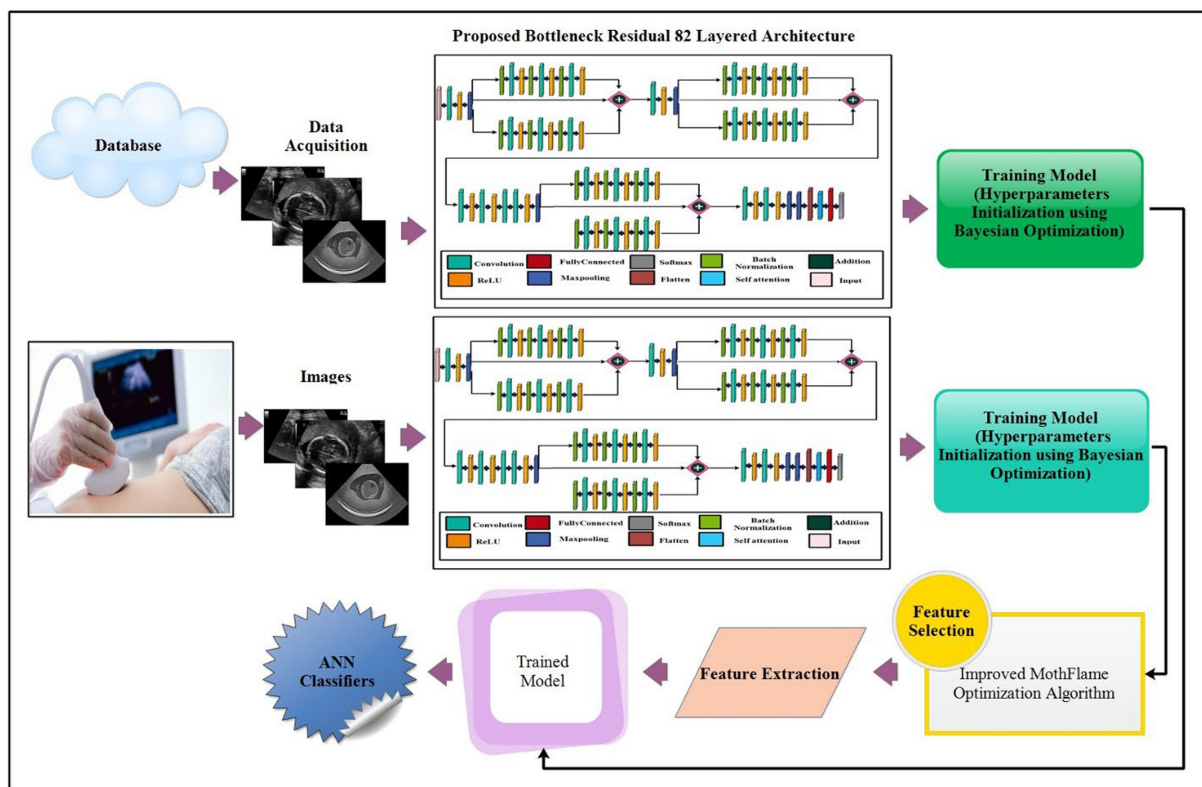 Proposed Bottleneck Residual 82 Layered Architecture
Database
Data
Acquisition
Convolution
FullyConnected
Softmax
Batch
Normalization
Addition
ReLU
Maxpooling
Flatten
Self attention
Input
Training Model
(Hyperparameters
Initialization using
Bayesian Optimization)
Images
Convolution
FullyConnected
Softmax
Batch
Normalization
Addition
ReLU
Maxpooling
Flatten
Self attention
Input
Training Model
(Hyperparameters
Initialization using Bayesian
Optimization)
Feature
Selection
Improved MothFlame
Optimization Algorithm
Feature Extraction
Trained
Model
ANN
Classifiers